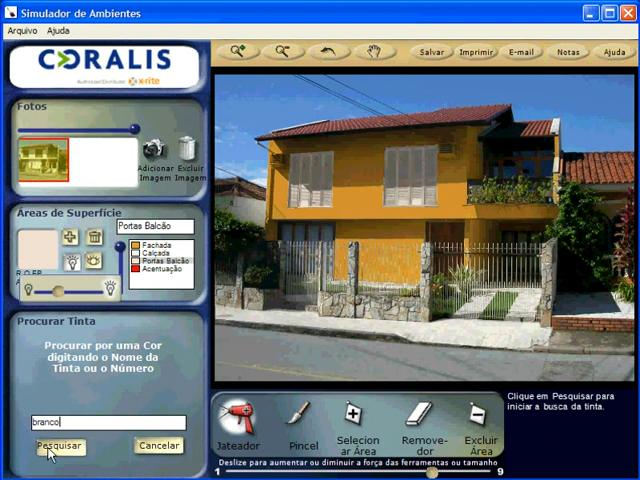 Simulador de Ambientes
Arquivo Ajuda
CORALIS
Authorized Distributor x-rite
Salvar Imprimir E-mail Notas Ajuda
Fotos
Adicionar Imagem
Excluir Imagem
Áreas de Superfície
Portas Balcão
Fachada
Calçada
Portas Balcão
Acentuação
Procurar Tinta
Procurar por uma Cor
digitando o Nome da
Tinta ou o Número
branco
Pesquisar Cancelar
Jateador
Pincel
Selecion
ar Área
Remove-
dor
Excluir
Área
Deslize para aumentar ou diminuir a força das ferramentas ou tamanho
1 9
Clique em Pesquisar para
iniciar a busca da tinta.